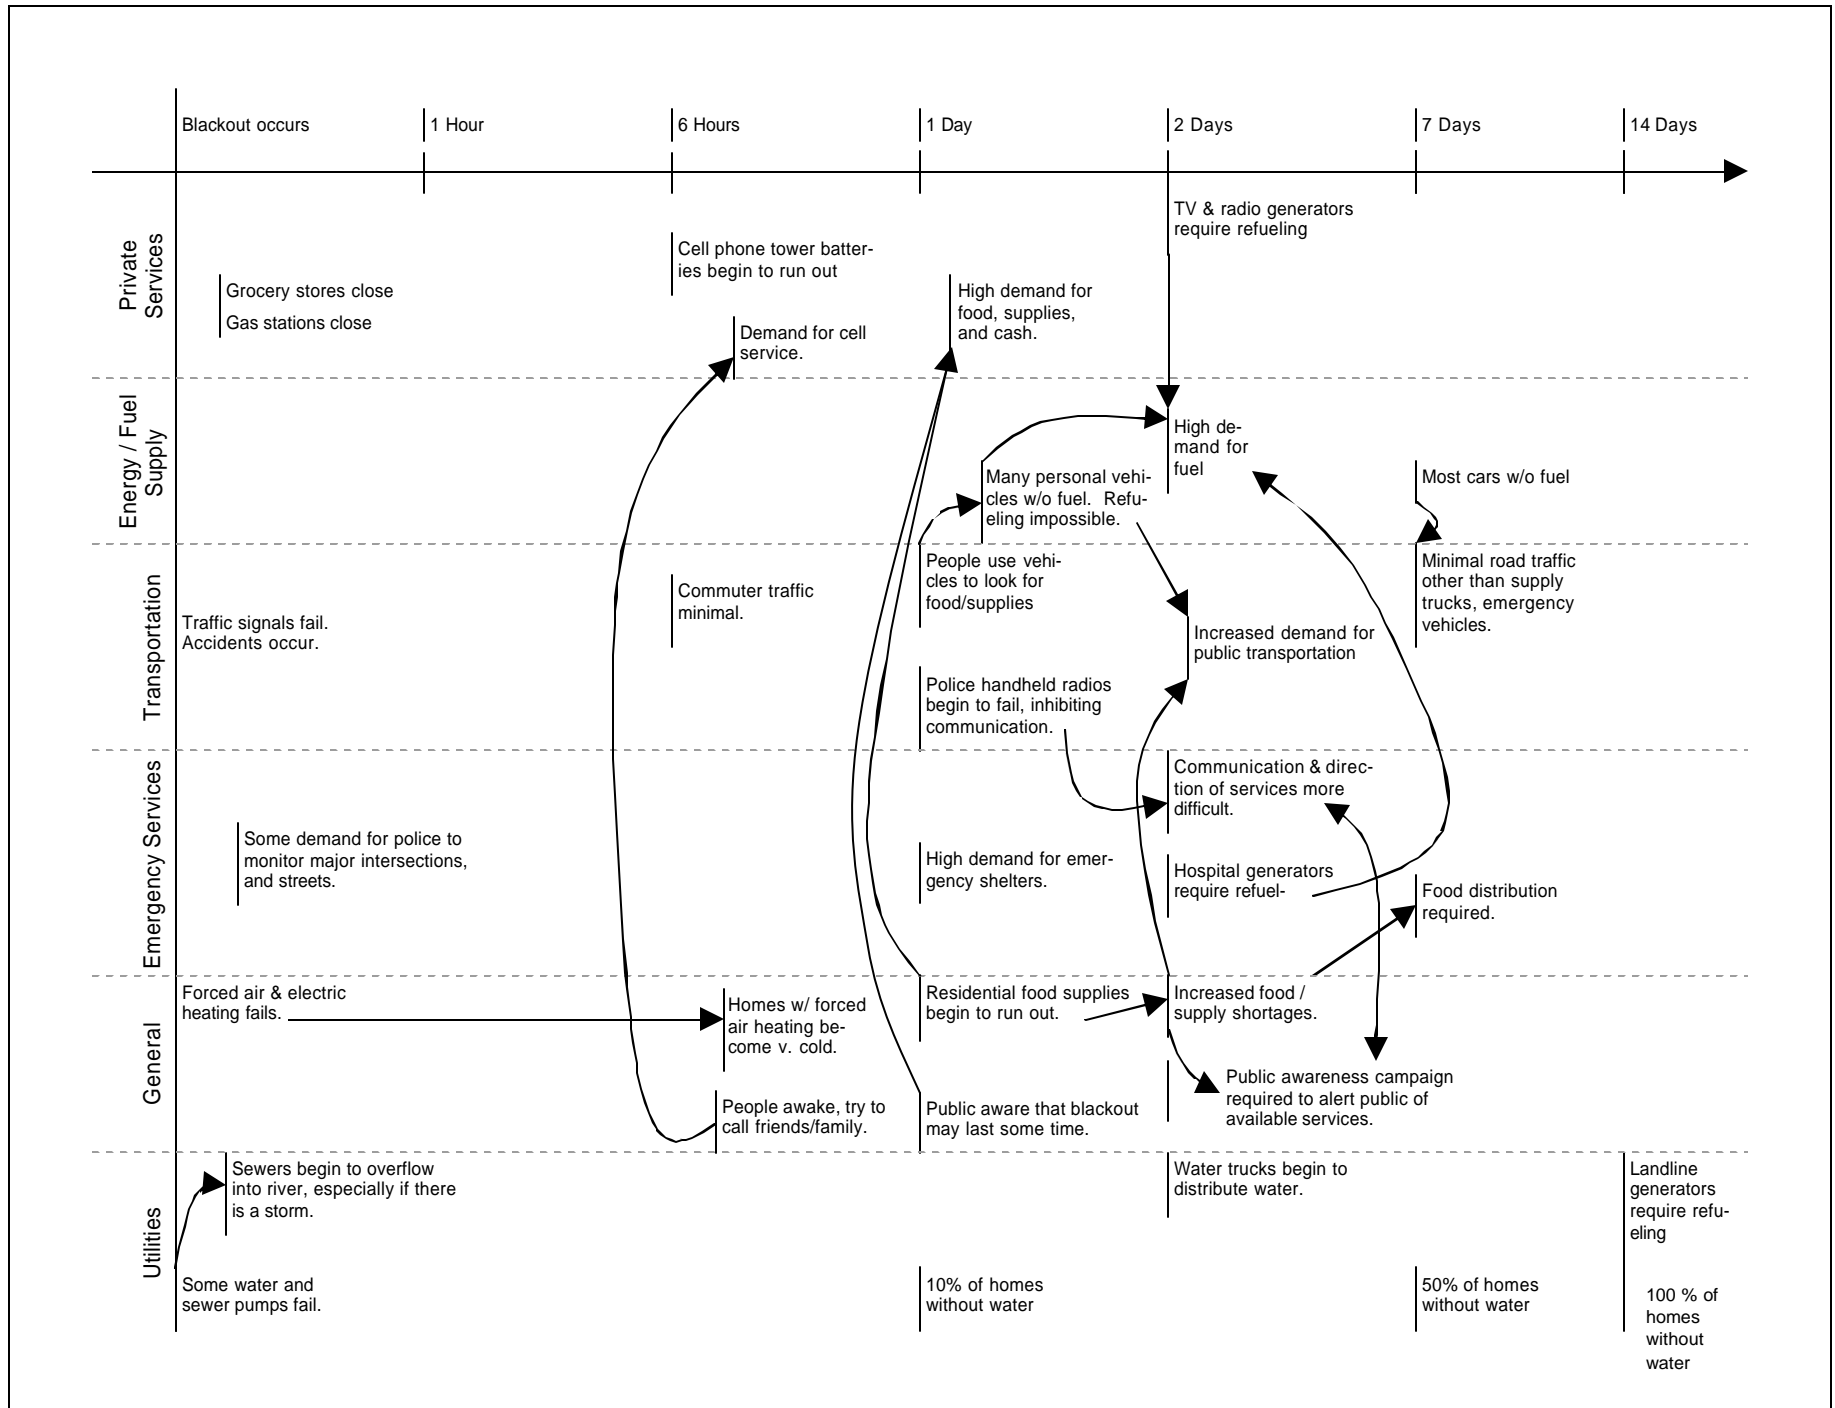 Blackout occurs
1 Hour
6 Hours
1 Day
2 Days
7 Days
14 Days
Private
Services
Grocery stores close
Gas stations close
Cell phone tower batter-
ies begin to run out
Demand for cell
service.
High demand for
food, supplies,
and cash.
TV & radio generators
require refueling
Energy / Fuel
Supply
Many personal vehi-
cles w/o fuel. Refu-
eling impossible.
High de-
mand for
fuel
Most cars w/o fuel
Transportation
Traffic signals fail.
Accidents occur.
Commuter traffic
minimal.
People use vehi-
cles to look for
food/supplies
Police handheld radios
begin to fail, inhibiting
communication.
Increased demand for
public transportation
Minimal road traffic
other than supply
trucks, emergency
vehicles.
Emergency Services
Some demand for police to
monitor major intersections,
and streets.
High demand for emer-
gency shelters.
Communication & direc-
tion of services more
difficult.
Hospital generators
require refuel-
Food distribution
required.
General
Forced air & electric
heating fails.
Homes w/ forced
air heating be-
come v. cold.
People awake, try to
call friends/family.
Residential food supplies
begin to run out.
Public aware that blackout
may last some time.
Increased food /
supply shortages.
Public awareness campaign
required to alert public of
available services.
Utilities
Sewers begin to overflow
into river, especially if there
is a storm.
Some water and
sewer pumps fail.
10% of homes
without water
Water trucks begin to
distribute water.
50% of homes
without water
Landline
generators
require refu-
eling
100 % of
homes
without
water